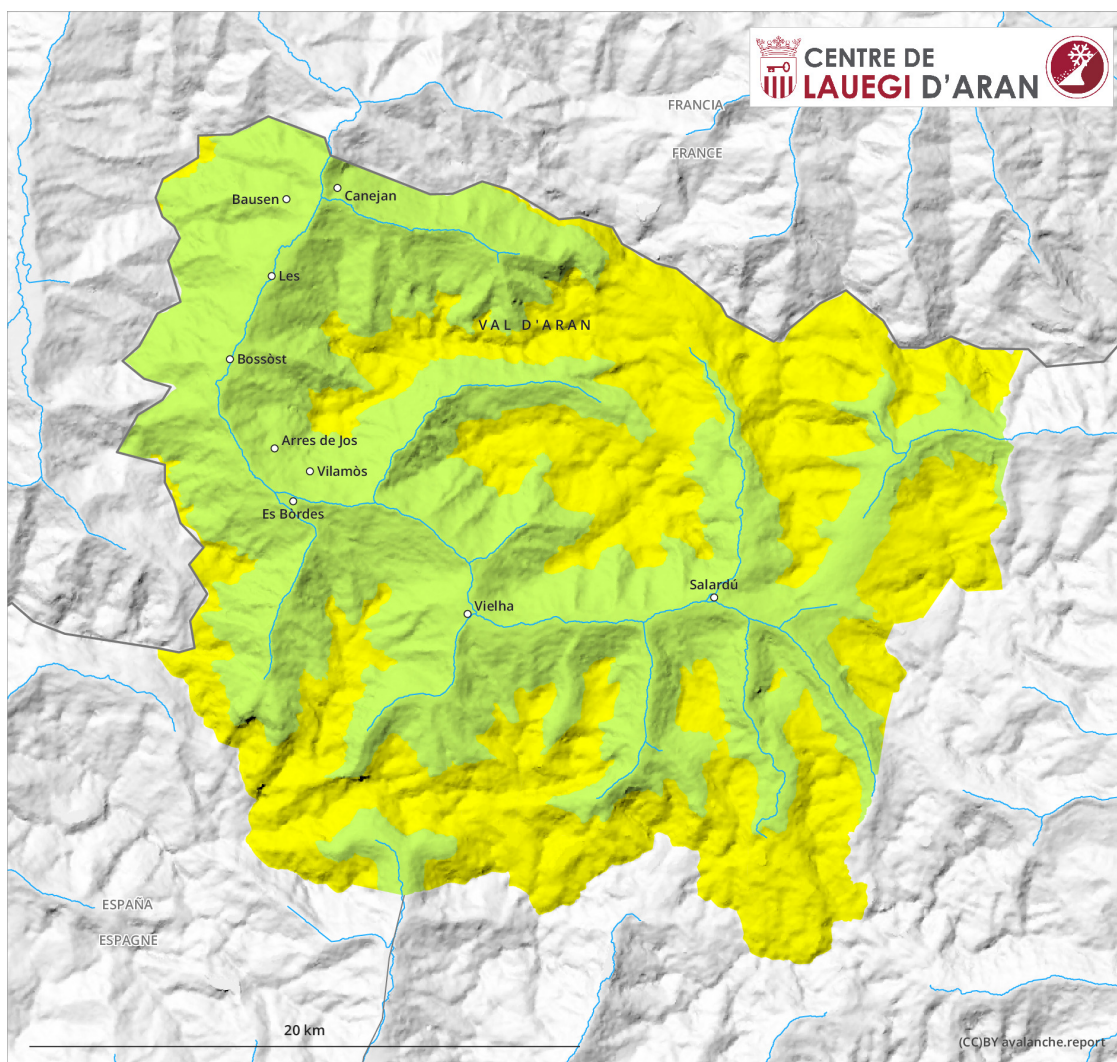 CENTRE DE
LAUEGI D'ARAN
FRANCIA
FRANCE
Bausen
Canejan
Les
VAL D'ARAN
Bossòst
Arres de Jos
Vilamòs
Es Bòrdes
Salardú
Vielha
ESPAÑA
ESPAGNE
20 km
(CC)BY avalanche.report